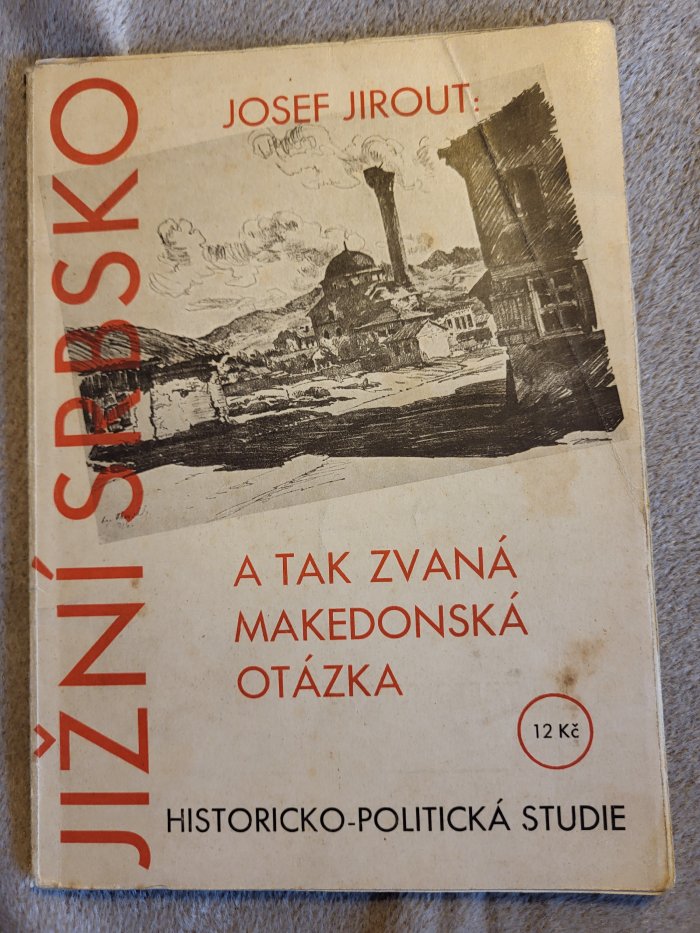 JOSEF JIROUT:
JIŽNÍ SRBSKO
A TAK ZVANÁ
MAKEDONSKÁ
OTÁZKA
12 Kč
HISTORICKO-POLITICKÁ STUDIE